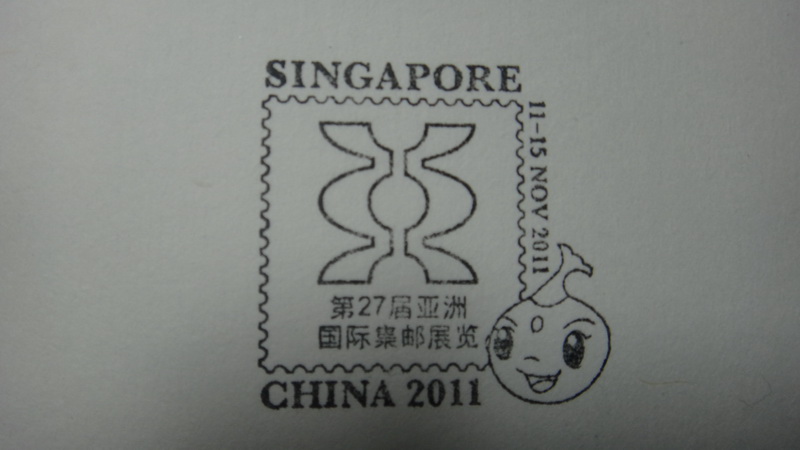 SINGAPORE
11-15 NOV 2011
第27届亚洲
国际集邮展览
CHINA 2011